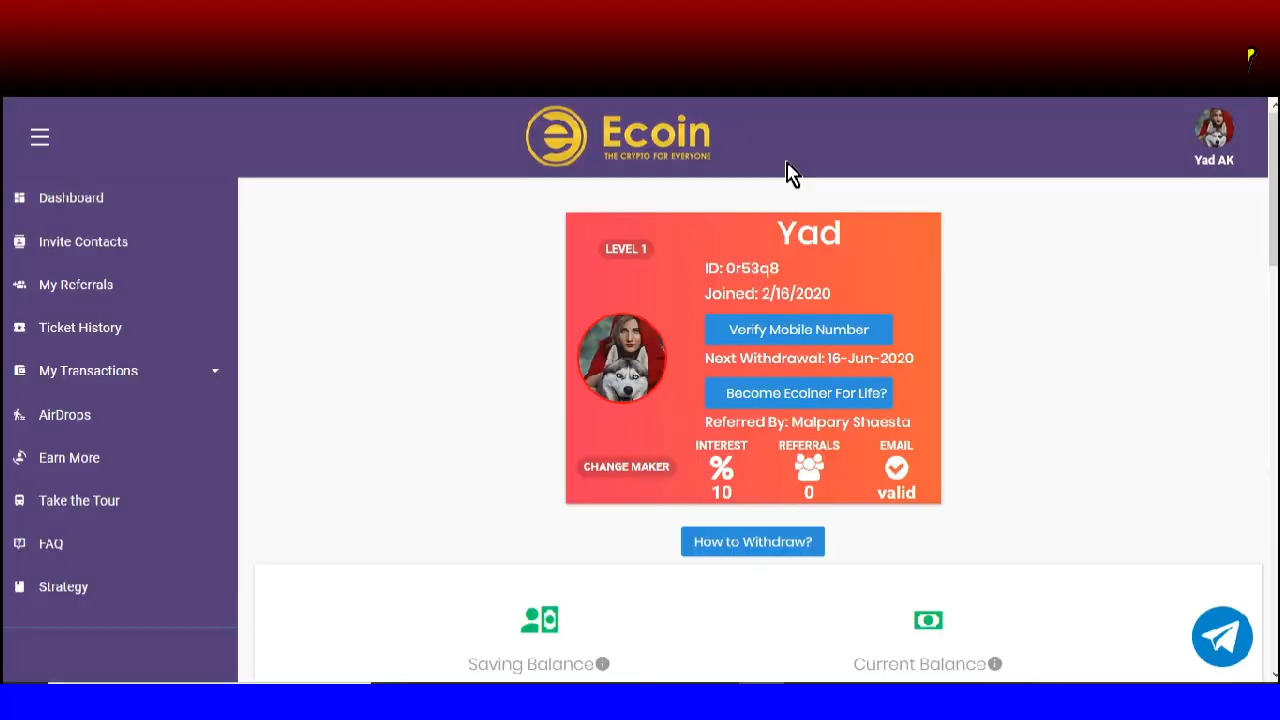 Ecoin
THE CRYPTO FOR EVERYONE
Yad AK
Dashboard
Invite Contacts
My Referrals
Ticket History
My Transactions
AirDrops
Earn More
Take the Tour
FAQ
Strategy
LEVEL 1
Yad
ID: 0r53q8
Joined: 2/16/2020
Verify Mobile Number
Next Withdrawal: 16-Jun-2020
Become Ecoiner For Life?
Referred By: Malpary Shaesta
CHANGE MAKER
INTEREST REFERRALS EMAIL
10 0 valid
How to Withdraw?
Saving Balance
Current Balance